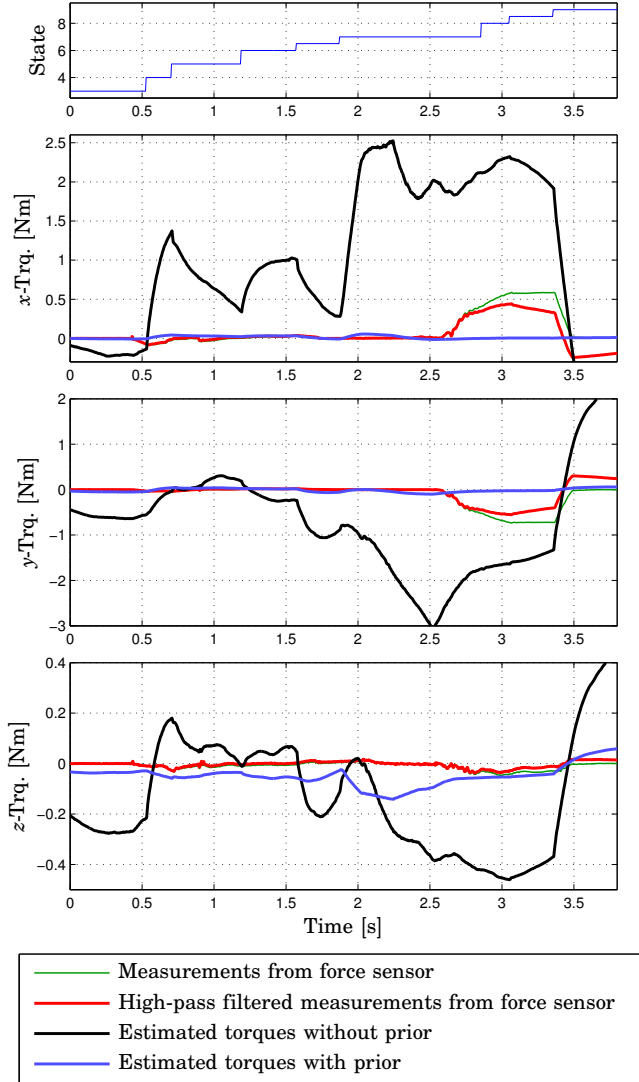 State
8
6
4
0 0.5 1 1.5 2 2.5 3 3.5
x-Trq. [Nm]
2.5
2
1.5
1
0.5
0
0 0.5 1 1.5 2 2.5 3 3.5
y-Trq. [Nm]
2
1
0
−1
−2
−3
0 0.5 1 1.5 2 2.5 3 3.5
z-Trq. [Nm]
0.4
0.2
0
−0.2
−0.4
0 0.5 1 1.5 2 2.5 3 3.5
Time [s]
Measurements from force sensor
High-pass filtered measurements from force sensor
Estimated torques without prior
Estimated torques with prior